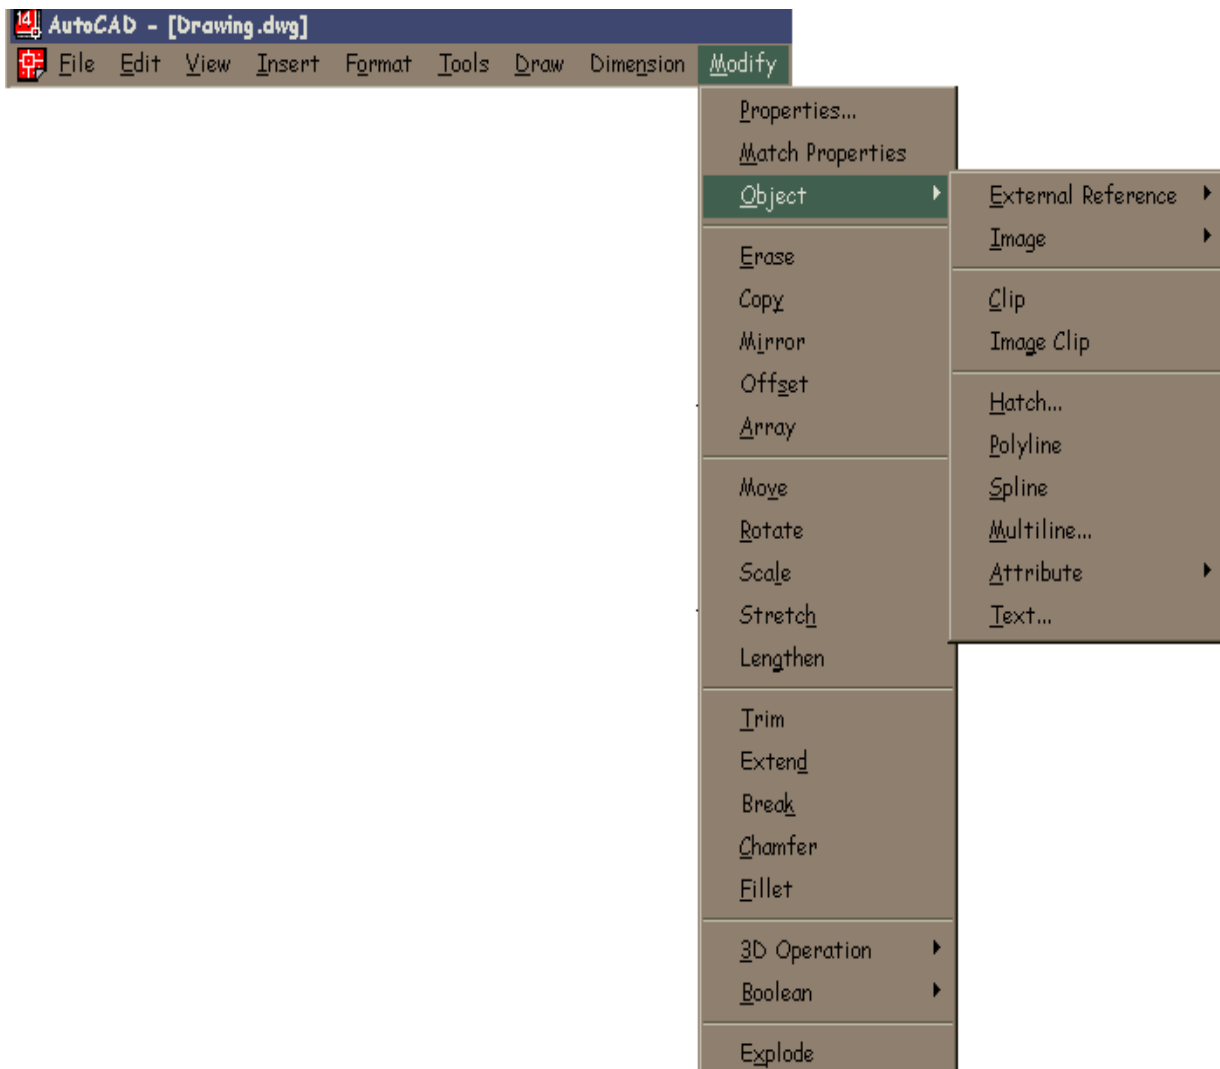 14 AutoCAD - [Drawing.dwg]
File Edit View Insert Format Tools Draw Dimension Modify
Properties...
Match Properties
Object
Erase
Copy
Mirror
Offset
Array
Move
Rotate
Scale
Stretch
Lengthen
Trim
Extend
Break
Chamfer
Fillet
3D Operation
Boolean
Explode
External Reference
Image
Clip
Image Clip
Hatch...
Polyline
Spline
Multiline...
Attribute
Text...